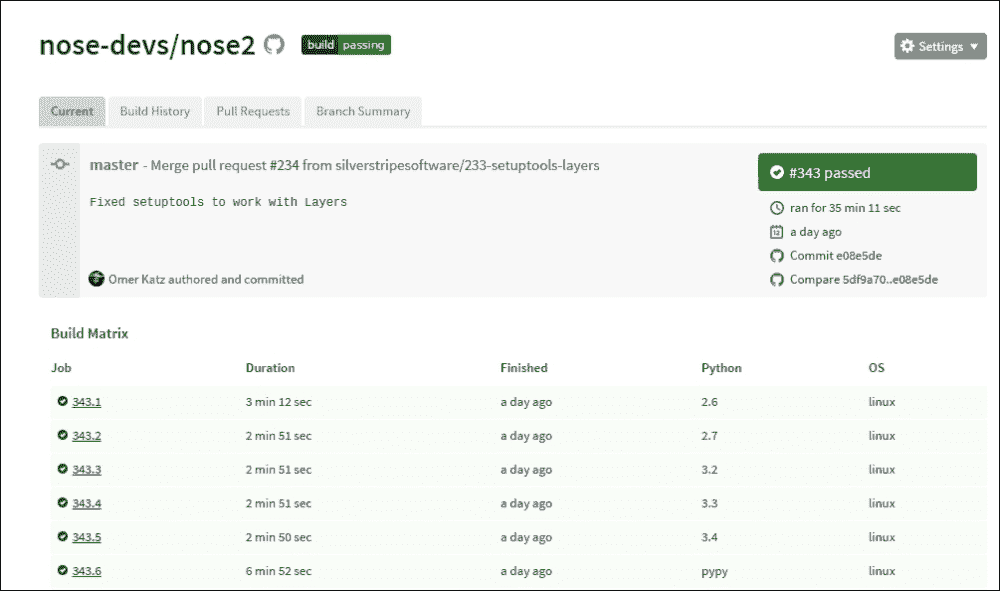 nose-devs/nose2 build passing Settings
Current Build History Pull Requests Branch Summary
master - Merge pull request #234 from silverstripesoftware/233-setuptools-layers
Fixed setuptools to work with Layers
Omer Katz authored and committed
#343 passed
ran for 35 min 11 sec
a day ago
Commit e08e5de
Compare 5df9a70..e08e5de
Build Matrix
Job Duration Finished Python OS
343.1 3 min 12 sec a day ago 2.6 linux
343.2 2 min 51 sec a day ago 2.7 linux
343.3 2 min 51 sec a day ago 3.2 linux
343.4 2 min 51 sec a day ago 3.3 linux
343.5 2 min 50 sec a day ago 3.4 linux
343.6 6 min 52 sec a day ago pypy linux